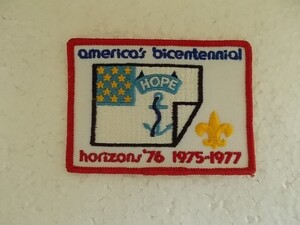 america's bicentennial
HOPE
horizons '76 1975-1977